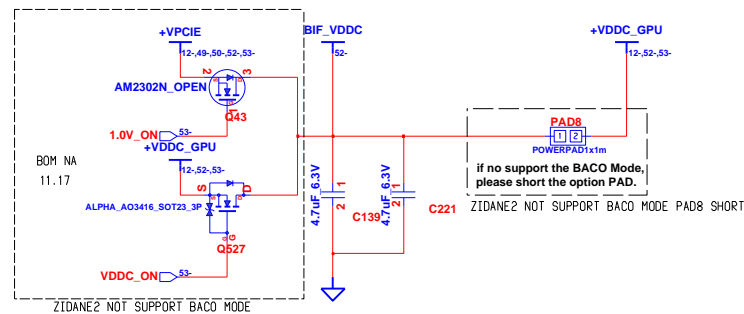 +VPCIE
12-,49-,50-,52-,53-
2
3
S
D
G
AM2302N_OPEN
1
Q43
1.0V_ON
53-
+VDDC_GPU
12-,52-,53-
BOM NA
11.17
S
D
ALPHA_AO3416_SOT23_3P
G
Q527
VDDC_ON
53-
ZIDANE2 NOT SUPPORT BACO MODE
BIF_VDDC
52-
4.7uF_6.3V
1
2
C139
4.7uF_6.3V
1
2
C221
+VDDC_GPU
12-,52-,53-
PAD8
1 2
POWERPAD1x1m
if no support the BACO Mode,
please short the option PAD.
ZIDANE2 NOT SUPPORT BACO MODE PAD8 SHORT